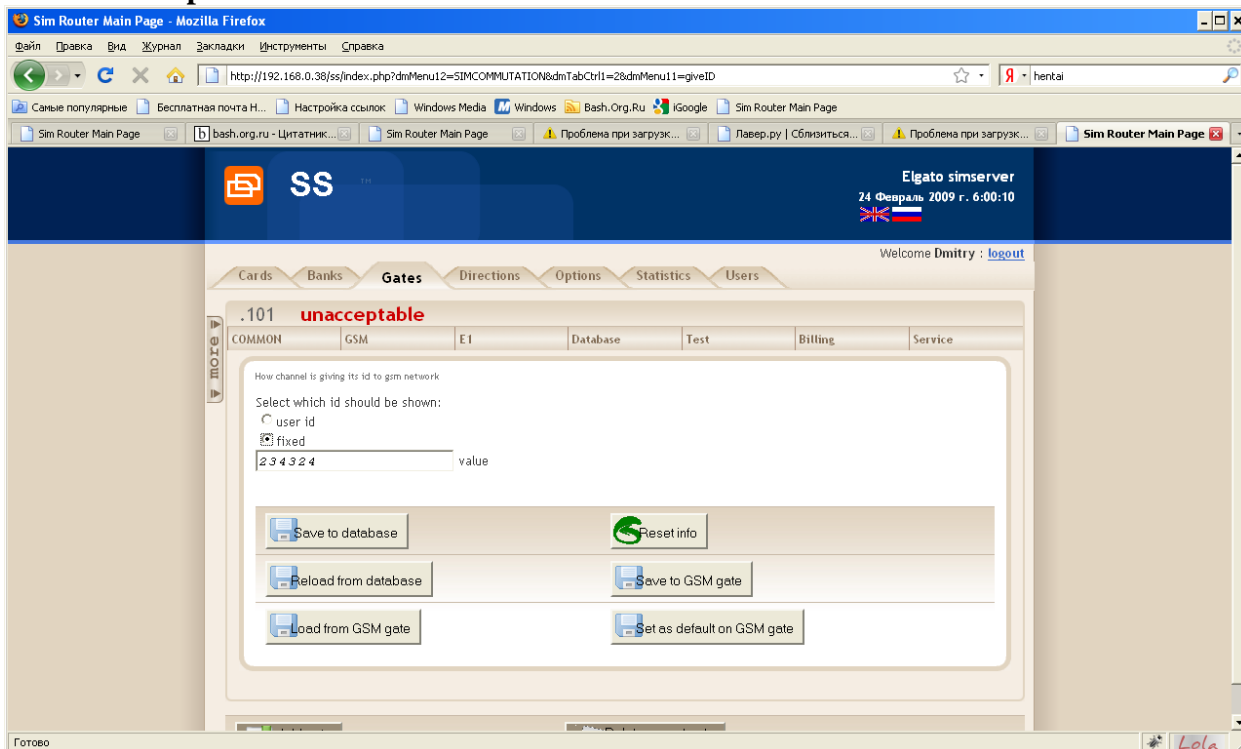 Sim Router Main Page - Mozilla Firefox
Файл Правка Вид Журнал Закладки Инструменты Справка
http://192.168.0.38/ss/index.php?dmMenu12=SIMCOMMUTATION&dmTabCtrl1=2&dmMenu11=giveID
hentai
Самые популярные Бесплатная почта H... Настройка ссылок Windows Media Windows Bash.Org.Ru iGoogle Sim Router Main Page
Sim Router Main Page bash.org.ru - Цитатник... Sim Router Main Page Проблема при загрузк... Лавер.ру | Сблизиться... Проблема при загрузк... Sim Router Main Page
SS ™
Elgato simserver
24 Февраль 2009 г. 6:00:10
Welcome Dmitry : logout
Cards Banks Gates Directions Options Statistics Users
.101 unacceptable
more
COMMON GSM E1 Database Test Billing Service
How channel is giving its id to gsm network
Select which id should be shown:
user id
fixed
234324 value
Save to database Reset info
Reload from database Save to GSM gate
Load from GSM gate Set as default on GSM gate
Готово Lola